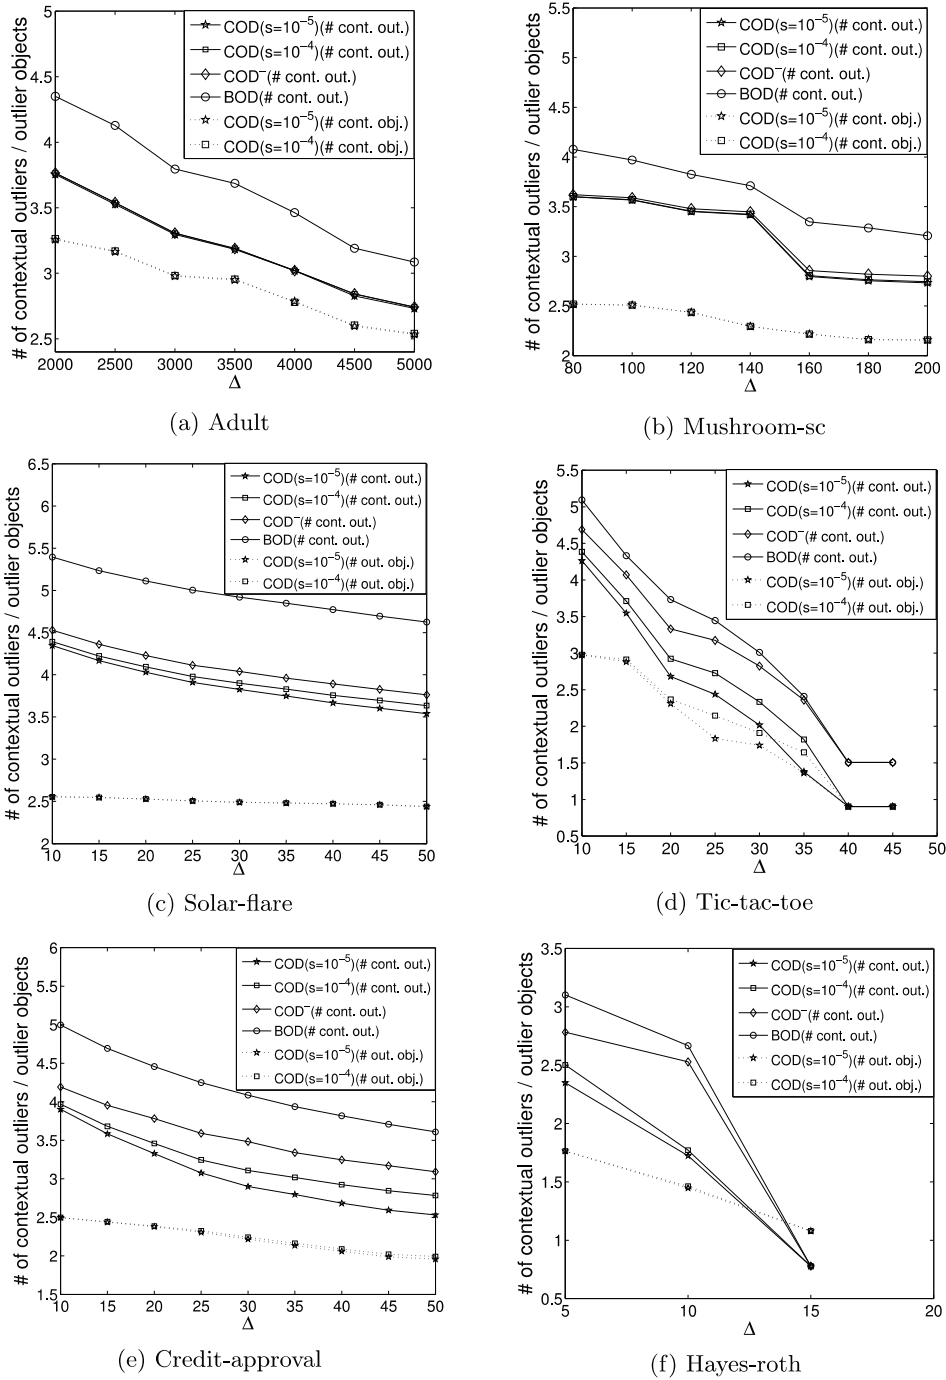 # of contextual outliers / outlier objects
5
4.5
4
3.5
3
2.5
2000 2500 3000 3500 4000 4500 5000
Δ
COD(s=10⁻⁵)(# cont. out.)
COD(s=10⁻⁴)(# cont. out.)
COD⁻(# cont. out.)
BOD(# cont. out.)
COD(s=10⁻⁵)(# cont. obj.)
COD(s=10⁻⁴)(# cont. obj.)
(a) Adult
# of contextual outliers / outlier objects
5.5
5
4.5
4
3.5
3
2.5
2
80 100 120 140 160 180 200
Δ
COD(s=10⁻⁵)(# cont. out.)
COD(s=10⁻⁴)(# cont. out.)
COD⁻(# cont. out.)
BOD(# cont. out.)
COD(s=10⁻⁵)(# cont. obj.)
COD(s=10⁻⁴)(# cont. obj.)
(b) Mushroom-sc
# of contextual outliers / outlier objects
6.5
6
5.5
5
4.5
4
3.5
3
2.5
2
10 15 20 25 30 35 40 45 50
Δ
COD(s=10⁻⁵)(# cont. out.)
COD(s=10⁻⁴)(# cont. out.)
COD⁻(# cont. out.)
BOD(# cont. out.)
COD(s=10⁻⁵)(# out. obj.)
COD(s=10⁻⁴)(# out. obj.)
(c) Solar-flare
# of contextual outliers / outlier objects
5.5
5
4.5
4
3.5
3
2.5
2
1.5
1
0.5
10 15 20 25 30 35 40 45 50
Δ
COD(s=10⁻⁵)(# cont. out.)
COD(s=10⁻⁴)(# cont. out.)
COD⁻(# cont. out.)
BOD(# cont. out.)
COD(s=10⁻⁵)(# out. obj.)
COD(s=10⁻⁴)(# out. obj.)
(d) Tic-tac-toe
# of contextual outliers / outlier objects
6
5.5
5
4.5
4
3.5
3
2.5
2
1.5
10 15 20 25 30 35 40 45 50
Δ
COD(s=10⁻⁵)(# cont. out.)
COD(s=10⁻⁴)(# cont. out.)
COD⁻(# cont. out.)
BOD(# cont. out.)
COD(s=10⁻⁵)(# out. obj.)
COD(s=10⁻⁴)(# out. obj.)
(e) Credit-approval
# of contextual outliers / outlier objects
3.5
3
2.5
2
1.5
1
0.5
5 10 15 20
Δ
COD(s=10⁻⁵)(# cont. out.)
COD(s=10⁻⁴)(# cont. out.)
COD⁻(# cont. out.)
BOD(# cont. out.)
COD(s=10⁻⁵)(# out. obj.)
COD(s=10⁻⁴)(# out. obj.)
(f) Hayes-roth